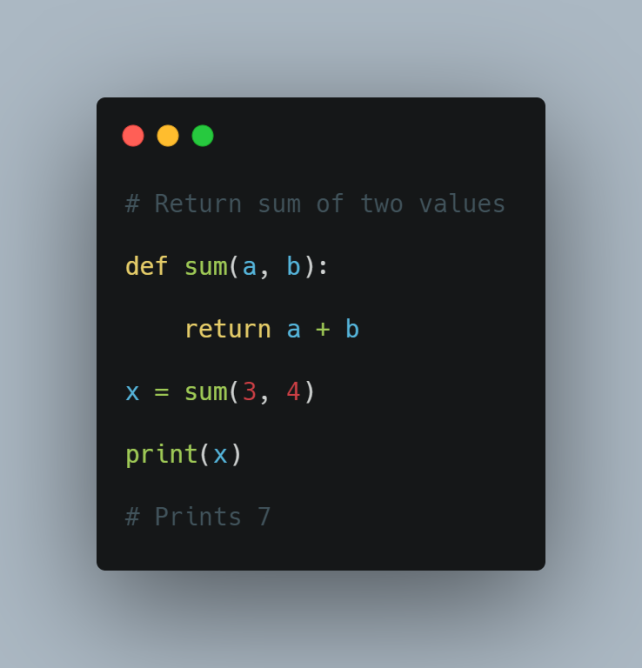 # Return sum of two values
def sum(a, b):
    return a + b
x = sum(3, 4)
print(x)
# Prints 7